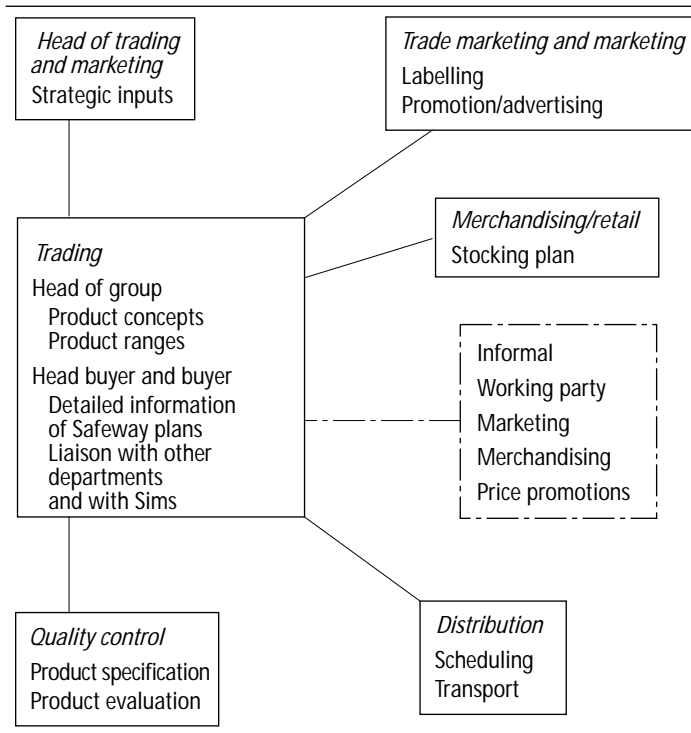 Head of trading
and marketing
Strategic inputs
Trade marketing and marketing
Labelling
Promotion/advertising
Merchandising/retail
Stocking plan
Trading
Head of group
Product concepts
Product ranges
Head buyer and buyer
Detailed information
of Safeway plans
Liaison with other
departments
and with Sims
Informal
Working party
Marketing
Merchandising
Price promotions
Quality control
Product specification
Product evaluation
Distribution
Scheduling
Transport